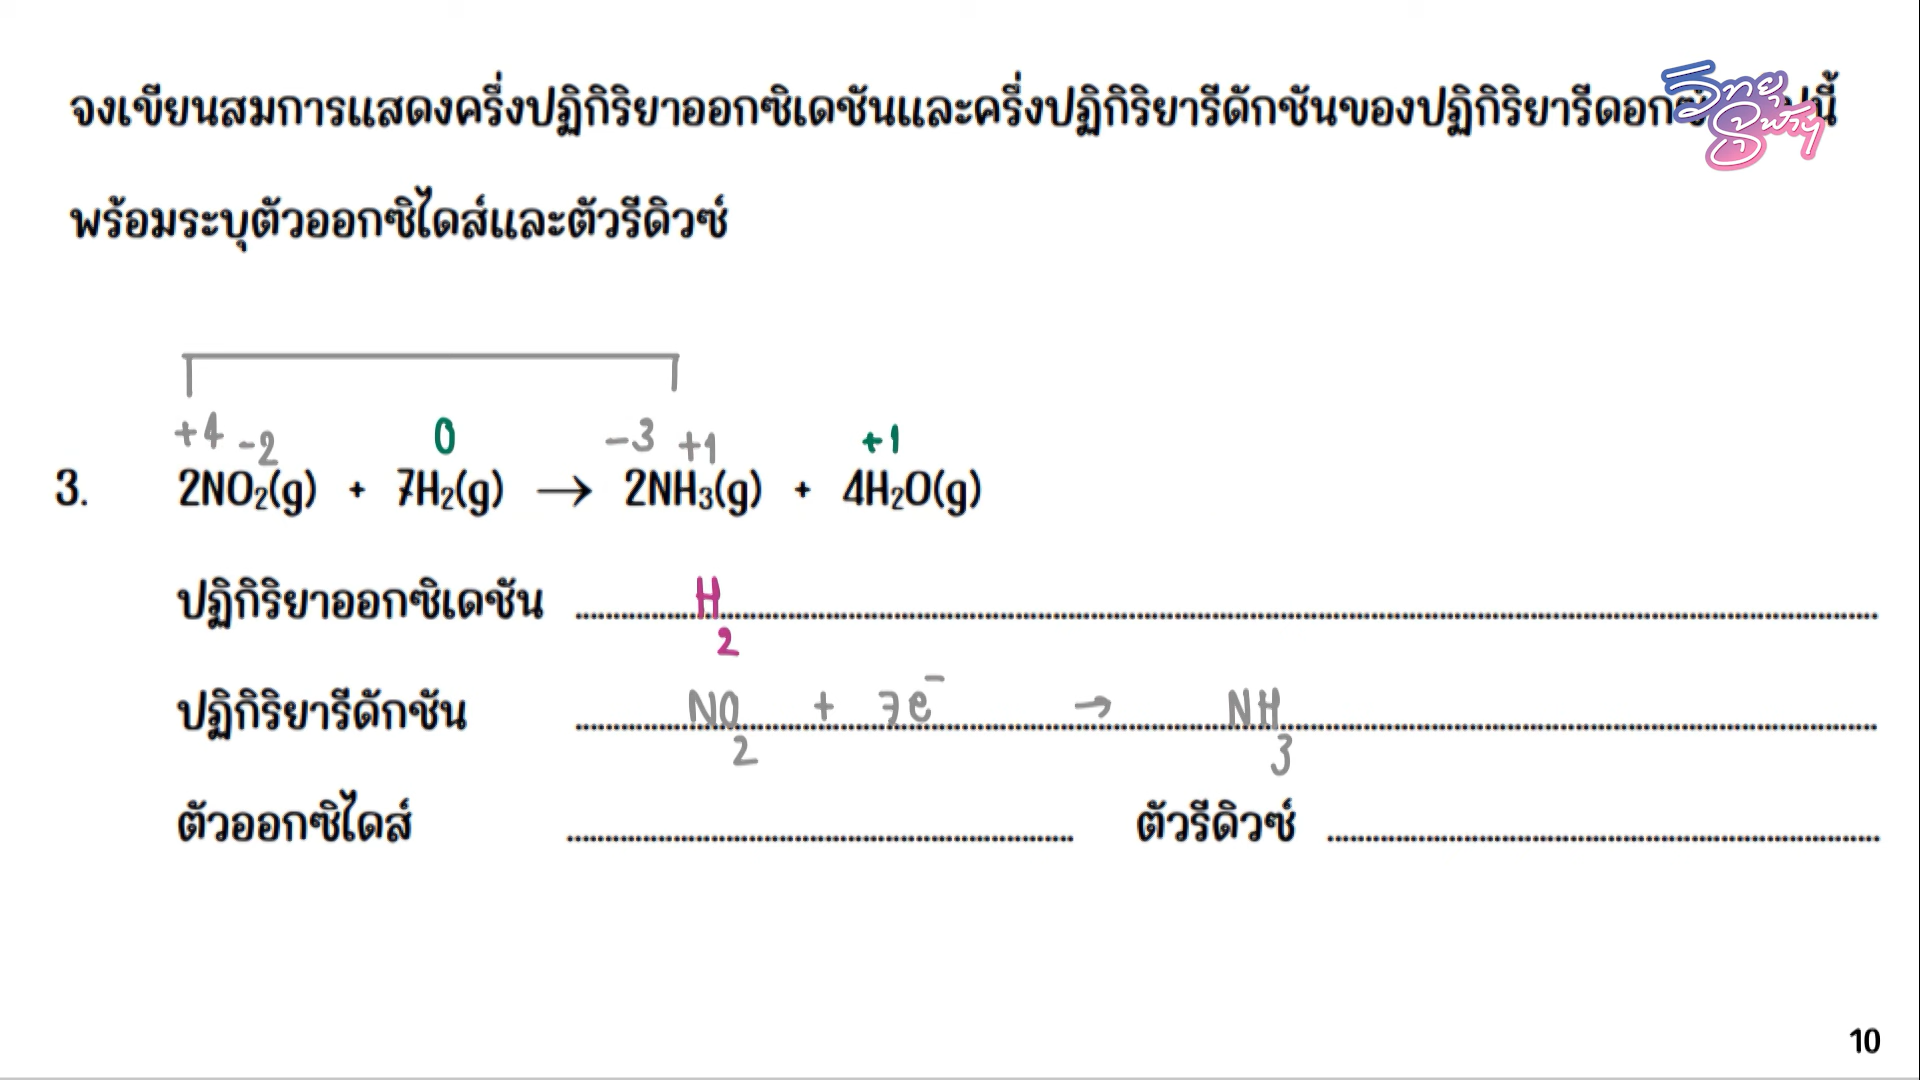 จงเขียนสมการแสดงครึ่งปฏิกิริยาออกซิเดชันและครึ่งปฏิกิริยารีดักชันของปฏิกิริยารีดอก นี้
วิทยุ
จุฬาฯ
พร้อมระบุตัวออกซิไดส์และตัวรีดิวซ์
+4 -2 0 -3 +1 +1
3. 2NO₂(g) + 7H₂(g) → 2NH₃(g) + 4H₂O(g)
ปฏิกิริยาออกซิเดชัน H₂
ปฏิกิริยารีดักชัน NO₂ + 7e⁻ → NH₃
ตัวออกซิไดส์ ตัวรีดิวซ์
10